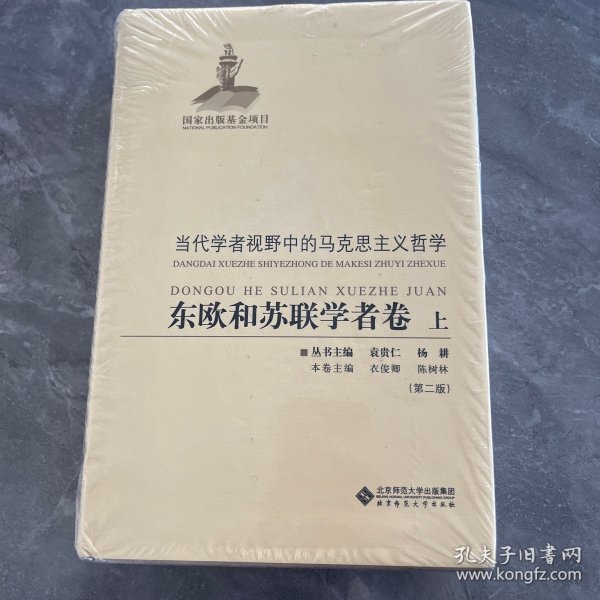 国家出版基金项目
NATIONAL PUBLICATION FOUNDATION
当代学者视野中的马克思主义哲学
DANGDAI XUEZHE SHIYEZHONG DE MAKESI ZHUYI ZHEXUE
DONGOU HE SULIAN XUEZHE JUAN
东欧和苏联学者卷 上
■ 丛书主编 袁贵仁 杨耕
本卷主编 衣俊卿 陈树林
(第二版)
北京师范大学出版集团
BEIJING NORMAL UNIVERSITY PUBLISHING GROUP
北京师范大学出版社
孔夫子旧书网
www.kongfz.com